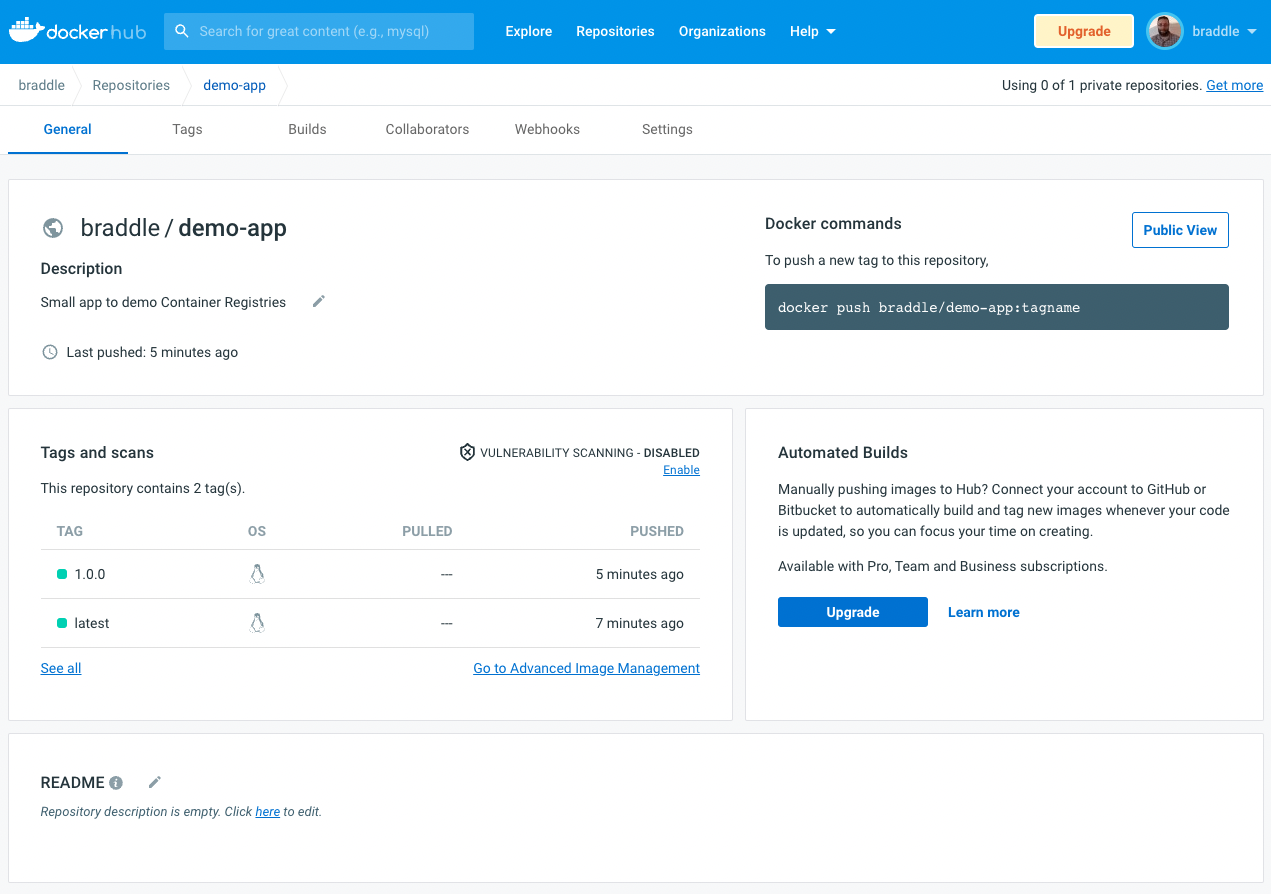 docker hub
Search for great content (e.g., mysql)
Explore
Repositories
Organizations
Help
Upgrade
braddle
braddle
Repositories
demo-app
Using 0 of 1 private repositories. Get more
General
Tags
Builds
Collaborators
Webhooks
Settings
braddle / demo-app
Description
Small app to demo Container Registries
Last pushed: 5 minutes ago
Docker commands
Public View
To push a new tag to this repository,
docker push braddle/demo-app:tagname
Tags and scans
VULNERABILITY SCANNING - DISABLED
Enable
This repository contains 2 tag(s).
TAG OS PULLED PUSHED
1.0.0 --- 5 minutes ago
latest --- 7 minutes ago
See all
Go to Advanced Image Management
Automated Builds
Manually pushing images to Hub? Connect your account to GitHub or
Bitbucket to automatically build and tag new images whenever your code
is updated, so you can focus your time on creating.
Available with Pro, Team and Business subscriptions.
Upgrade
Learn more
README
Repository description is empty. Click here to edit.